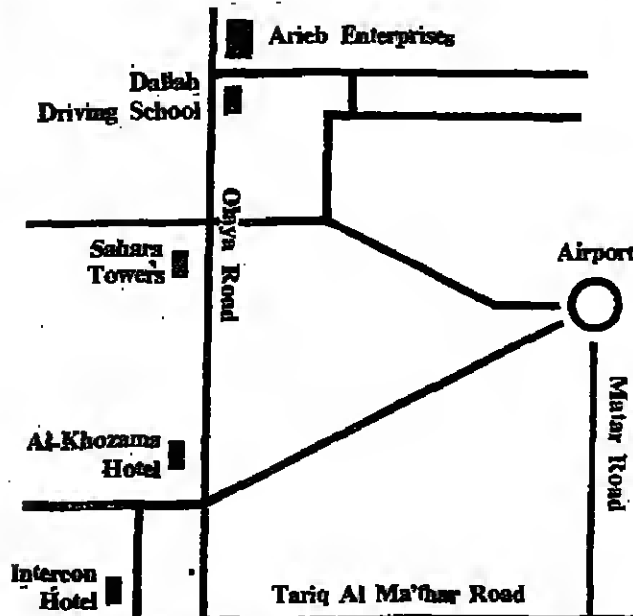 Arieb Enterprises
Dallah
Driving School
Olaya Road
Sahara
Towers
Airport
Matar Road
Al-Khozama
Hotel
Intercon
Hotel
Tariq Al Ma'thar Road